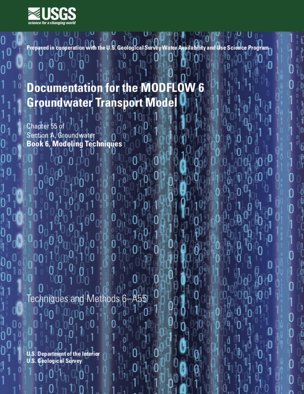 USGS
science for a changing world
Prepared in cooperation with the U.S. Geological Survey Water Availability and Use Science Program
Documentation for the MODFLOW 6
Groundwater Transport Model
Chapter 55 of
Section A, Groundwater
Book 6, Modeling Techniques
Techniques and Methods 6–A55
U.S. Department of the Interior
U.S. Geological Survey